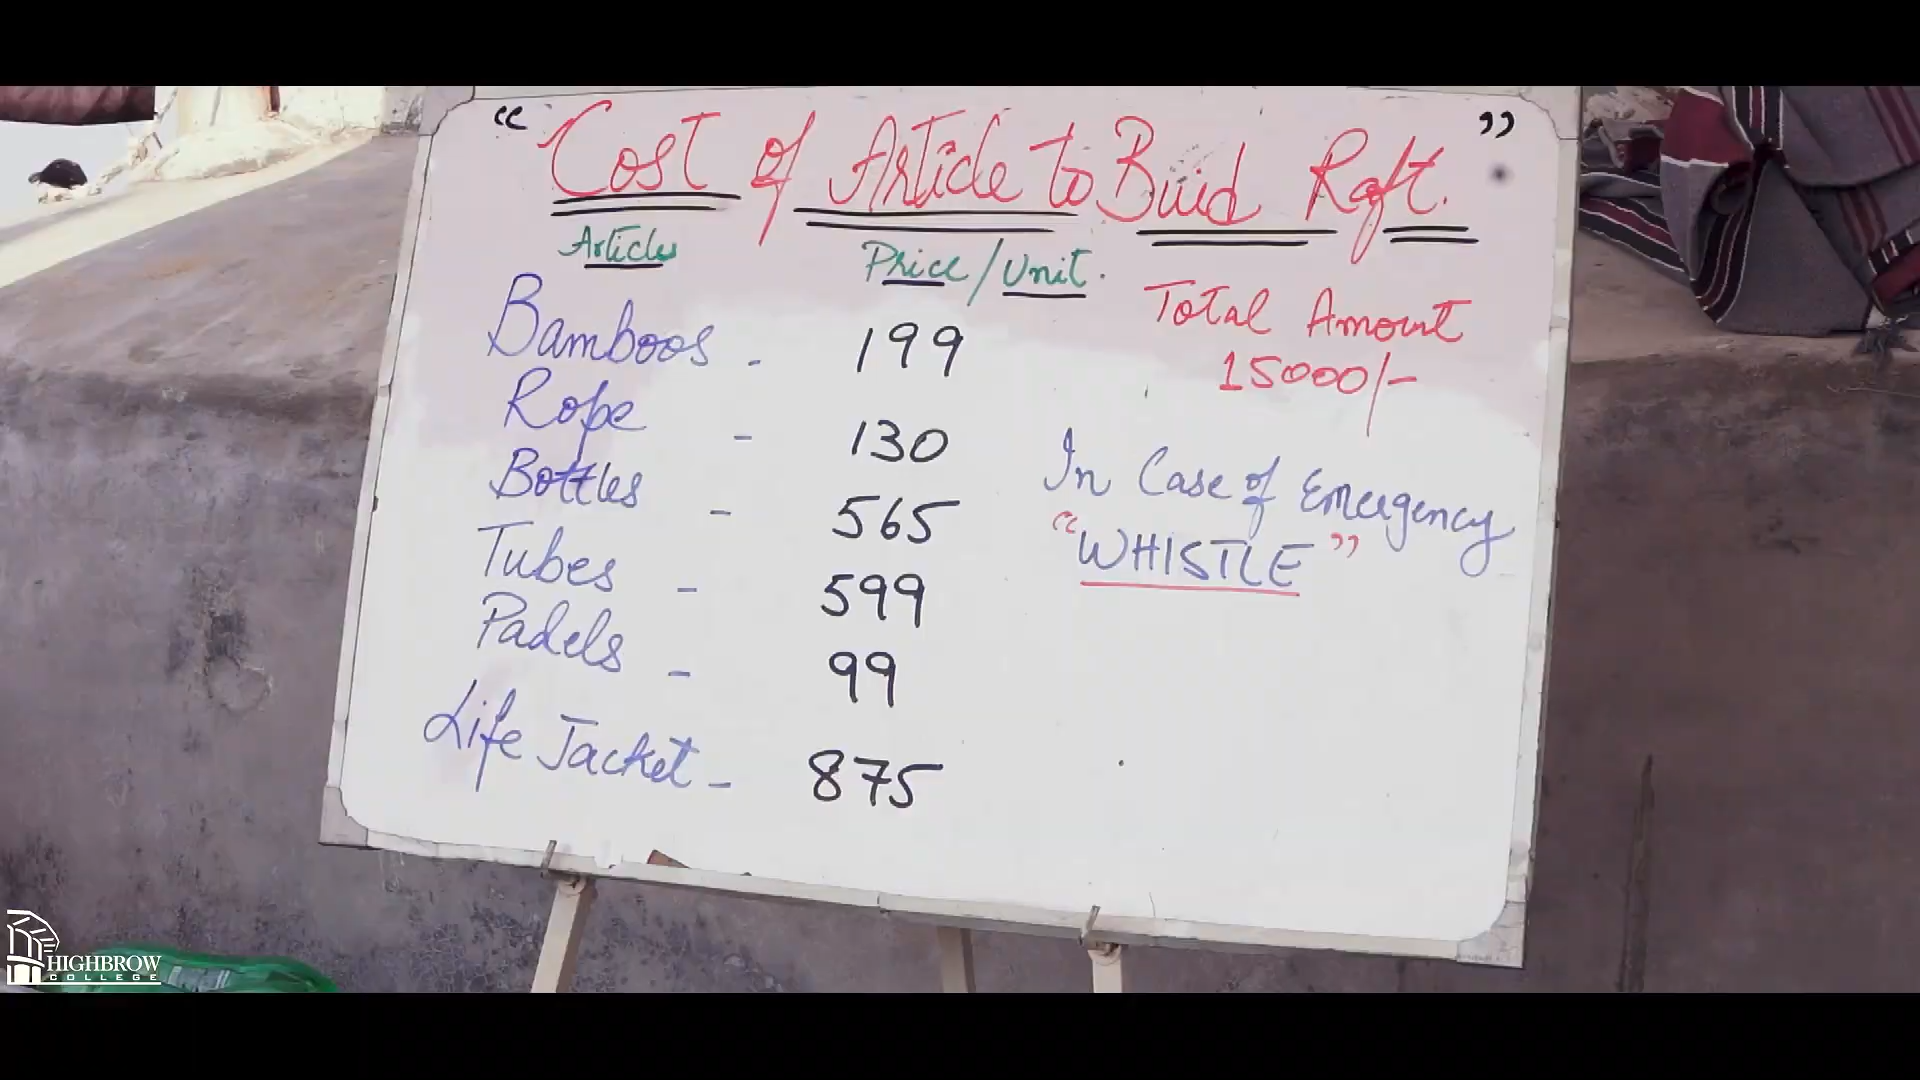 “Cost of Article to Buid Raft.”
Articles Price/Unit.
Total Amount
15000/-
Bamboos - 199
Rope - 130
Bottles - 565
Tubes - 599
Padels - 99
Life Jacket - 875
In Case of Emergency
“WHISTLE”
HIGHBROW
COLLEGE